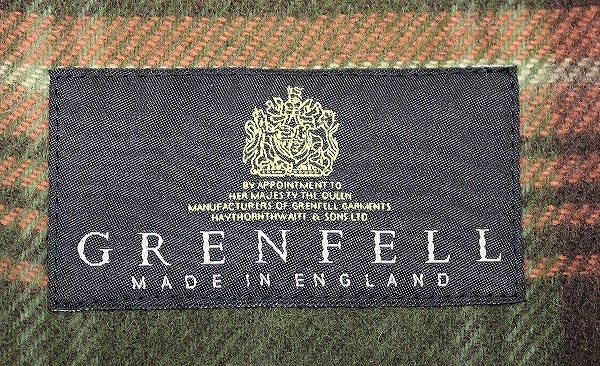 BY APPOINTMENT TO
HER MAJESTY THE QUEEN
MANUFACTURERS OF GRENFELL GARMENTS
HAYTHORNTHWAITE & SONS LTD
GRENFELL
MADE IN ENGLAND